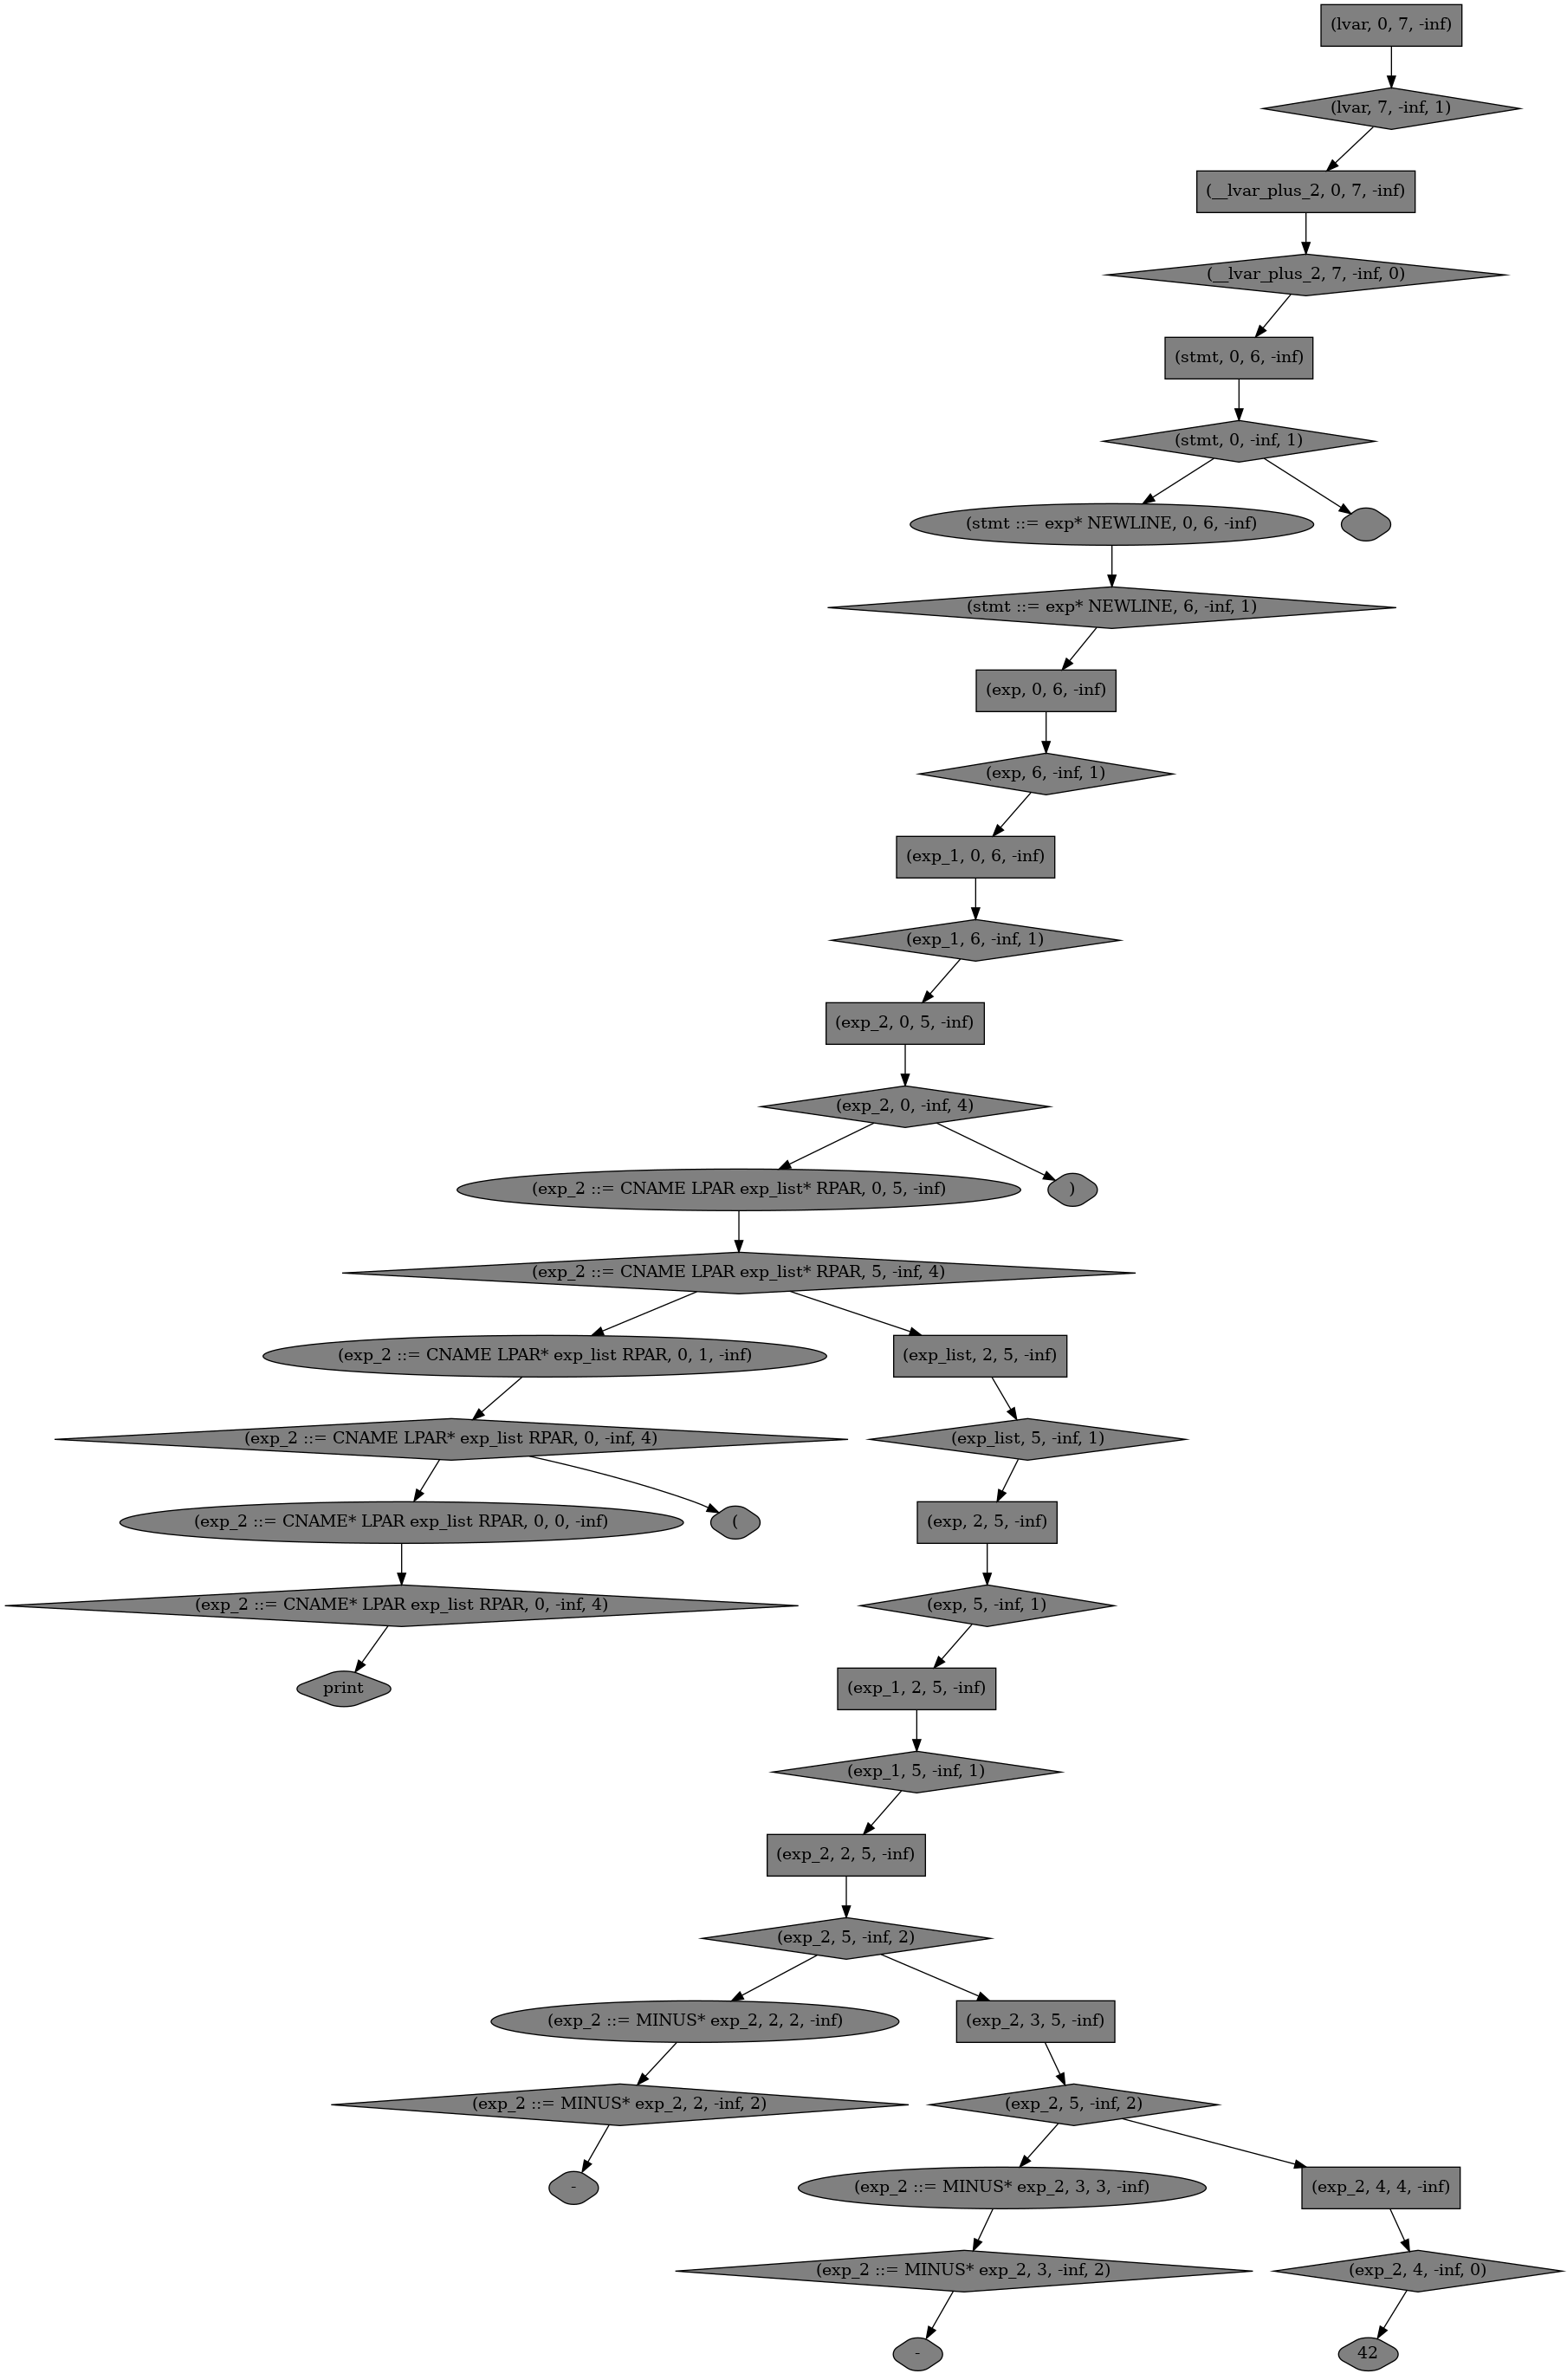 (lvar, 0, 7, -inf)
(lvar, 7, -inf, 1)
(__lvar_plus_2, 0, 7, -inf)
(__lvar_plus_2, 7, -inf, 0)
(stmt, 0, 6, -inf)
(stmt, 0, -inf, 1)
(stmt ::= exp* NEWLINE, 0, 6, -inf)
(stmt ::= exp* NEWLINE, 6, -inf, 1)
(exp, 0, 6, -inf)
(exp, 6, -inf, 1)
(exp_1, 0, 6, -inf)
(exp_1, 6, -inf, 1)
(exp_2, 0, 5, -inf)
(exp_2, 0, -inf, 4)
(exp_2 ::= CNAME LPAR exp_list* RPAR, 0, 5, -inf)
)
(exp_2 ::= CNAME LPAR exp_list* RPAR, 5, -inf, 4)
(exp_2 ::= CNAME LPAR* exp_list RPAR, 0, 1, -inf)
(exp_list, 2, 5, -inf)
(exp_2 ::= CNAME LPAR* exp_list RPAR, 0, -inf, 4)
(exp_list, 5, -inf, 1)
(exp_2 ::= CNAME* LPAR exp_list RPAR, 0, 0, -inf)
(
(exp, 2, 5, -inf)
(exp_2 ::= CNAME* LPAR exp_list RPAR, 0, -inf, 4)
(exp, 5, -inf, 1)
print
(exp_1, 2, 5, -inf)
(exp_1, 5, -inf, 1)
(exp_2, 2, 5, -inf)
(exp_2, 5, -inf, 2)
(exp_2 ::= MINUS* exp_2, 2, 2, -inf)
(exp_2, 3, 5, -inf)
(exp_2 ::= MINUS* exp_2, 2, -inf, 2)
(exp_2, 5, -inf, 2)
-
(exp_2 ::= MINUS* exp_2, 3, 3, -inf)
(exp_2, 4, 4, -inf)
(exp_2 ::= MINUS* exp_2, 3, -inf, 2)
(exp_2, 4, -inf, 0)
-
42